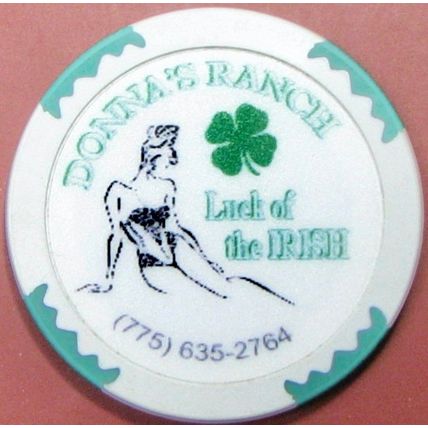 DONNA'S RANCH
Luck of
the IRISH
(775) 635-2764